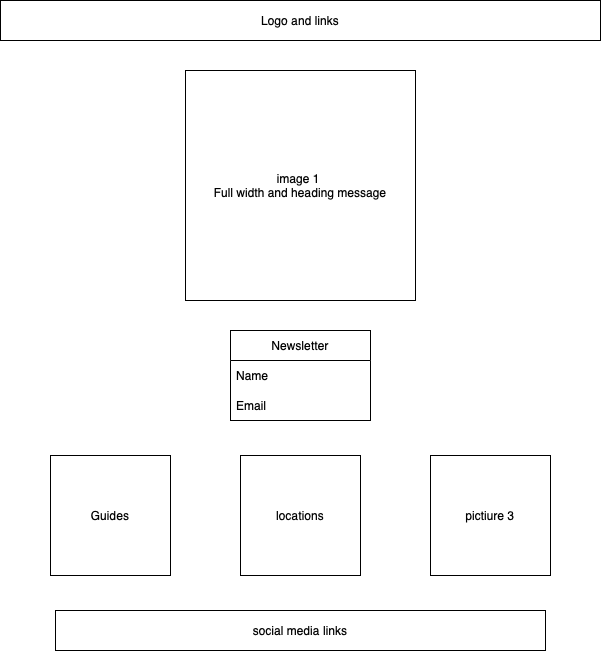 Logo and links
image 1
Full width and heading message
Newsletter
Name
Email
Guides
locations
pictiure 3
social media links